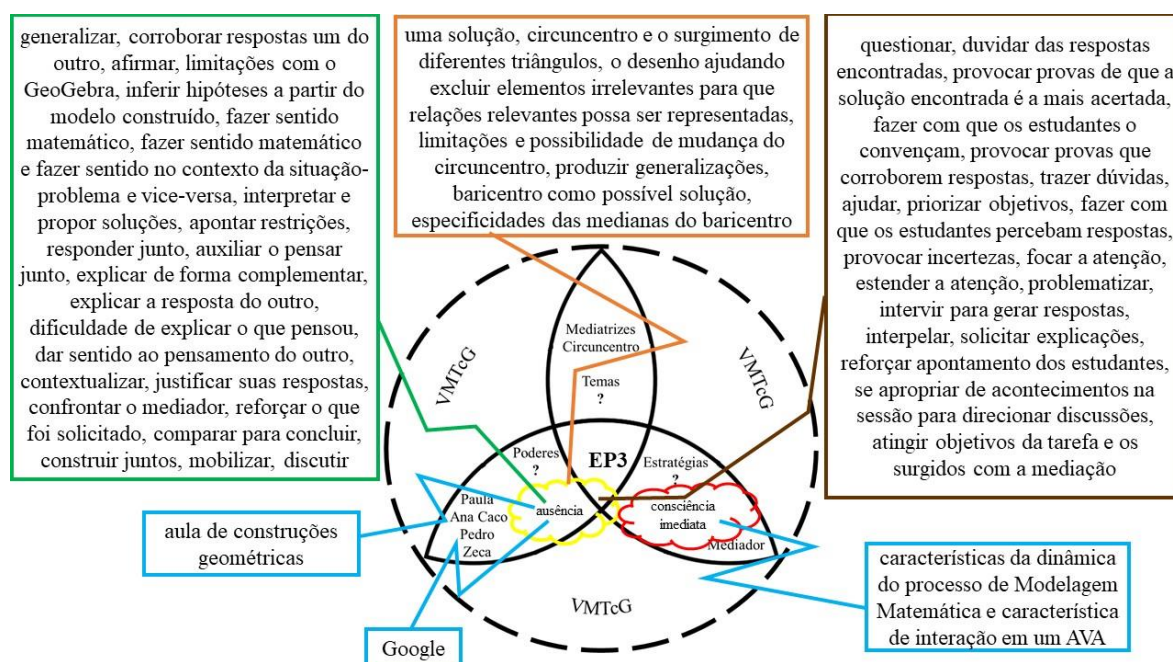 generalizar, corroborar respostas um do
outro, afirmar, limitações com o
GeoGebra, inferir hipóteses a partir do
modelo construído, fazer sentido
matemático, fazer sentido matemático
e fazer sentido no contexto da situação-
problema e vice-versa, interpretar e
propor soluções, apontar restrições,
responder junto, auxiliar o pensar
junto, explicar de forma complementar,
explicar a resposta do outro,
dificuldade de explicar o que pensou,
dar sentido ao pensamento do outro,
contextualizar, justificar suas respostas,
confrontar o mediador, reforçar o que
foi solicitado, comparar para concluir,
construir juntos, mobilizar, discutir
uma solução, circuncentro e o surgimento de
diferentes triângulos, o desenho ajudando
excluir elementos irrelevantes para que
relações relevantes possa ser representadas,
limitações e possibilidade de mudança do
circuncentro, produzir generalizações,
baricentro como possível solução,
especificidades das medianas do baricentro
questionar, duvidar das respostas
encontradas, provocar provas de que a
solução encontrada é a mais acertada,
fazer com que os estudantes o
convençam, provocar provas que
corroborem respostas, trazer dúvidas,
ajudar, priorizar objetivos, fazer com
que os estudantes percebam respostas,
provocar incertezas, focar a atenção,
estender a atenção, problematizar,
intervir para gerar respostas,
interpelar, solicitar explicações,
reforçar apontamento dos estudantes,
se apropriar de acontecimentos na
sessão para direcionar discussões,
atingir objetivos da tarefa e os
surgidos com a mediação
VMTcG
Mediatrizes
Circuncentro
VMTcG
Temas
?
Poderes
?
EP3
Estratégias
?
Paula
Ana Caco
Pedro
Zeca
ausência
consciência
imediata
Mediador
VMTcG
aula de construções
geométricas
Google
características da dinâmica
do processo de Modelagem
Matemática e característica
de interação em um AVA